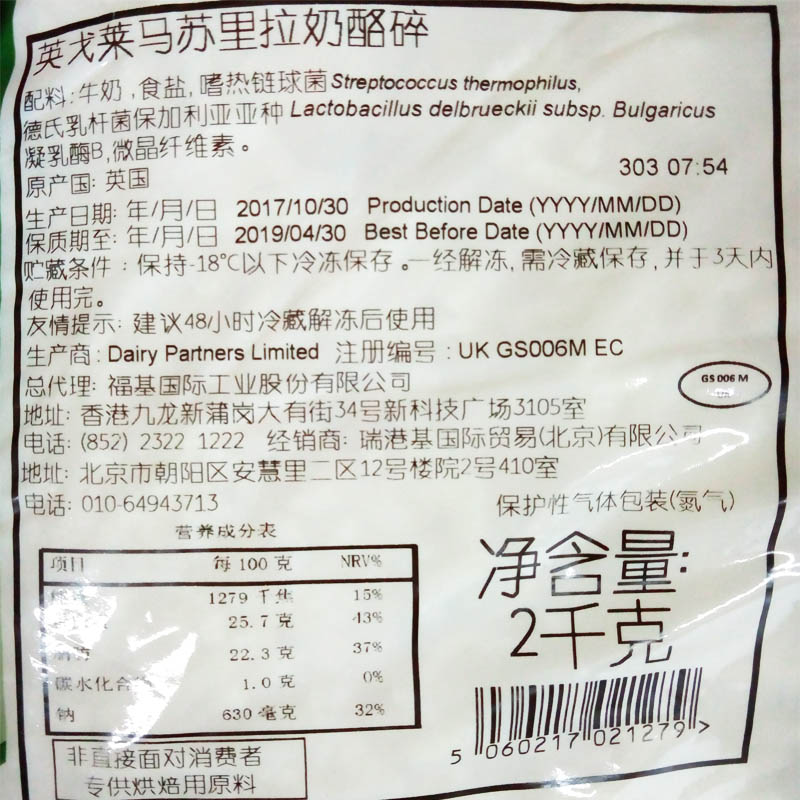 英戈莱马苏里拉奶酪碎
配料:牛奶,食盐,嗜热链球菌Streptococcus thermophilus,
德氏乳杆菌保加利亚亚种 Lactobacillus delbrueckii subsp. Bulgaricus
凝乳酶B,微晶纤维素。
303 07:54
原产国: 英国
生产日期: 年/月/日 2017/10/30 Production Date (YYYY/MM/DD)
保质期至: 年/月/日 2019/04/30 Best Before Date (YYYY/MM/DD)
贮藏条件:保持-18°C以下冷冻保存。一经解冻,需冷藏保存,并于3天内
使用完。
友情提示: 建议48小时冷藏解冻后使用
生产商: Dairy Partners Limited 注册编号: UK GS006M EC
GS 006 M
总代理: 福基国际工业股份有限公司
地址: 香港九龙新蒲岗大有街34号新科技广场3105室
电话: (852) 2322 1222 经销商: 瑞港基国际贸易(北京)有限公司
地址: 北京市朝阳区安慧里二区12号楼院2号410室
电话: 010-64943713
保护性气体包装(氮气)
营养成分表
项目 每 100 克 NRV%
1279 千焦 15%
25.7 克 43%
22.3 克 37%
碳水化合物 1.0 克 0%
钠 630 毫克 32%
净含量:
2千克
5 060217 021279 >
非直接面对消费者
专供烘焙用原料